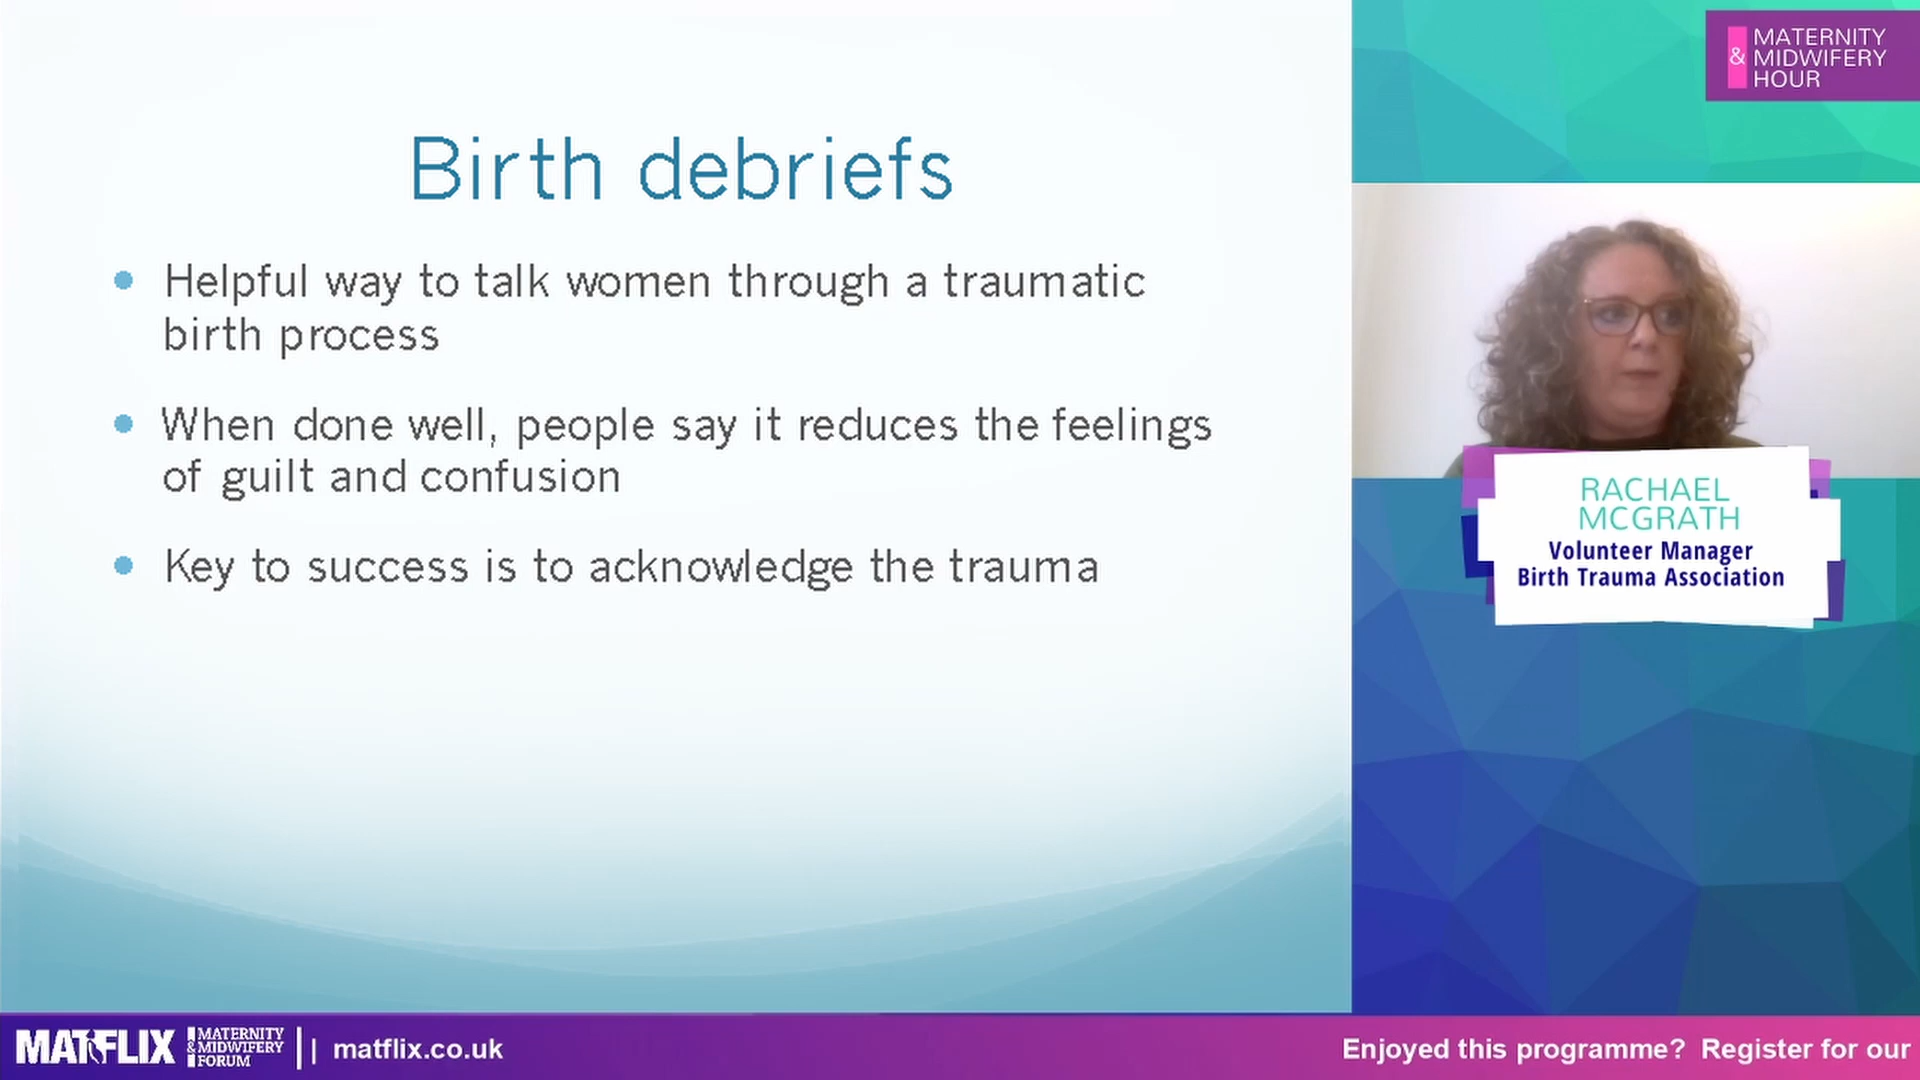 Birth debriefs
Helpful way to talk women through a traumatic
birth process
When done well, people say it reduces the feelings
of guilt and confusion
Key to success is to acknowledge the trauma
MATERNITY
& MIDWIFERY
HOUR
RACHAEL
MCGRATH
Volunteer Manager
Birth Trauma Association
MATFLIX
MATERNITY
& MIDWIFERY
FORUM
matflix.co.uk
Enjoyed this programme? Register for our